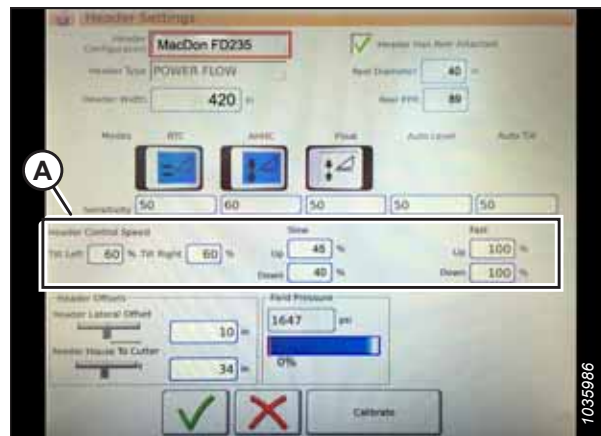 Header Settings
Header Configuration MacDon FD235
Header Has Reel Attached
Header Type POWER FLOW
Reel Diameter 40 in
Header Width 420 in
Reel PPR 89
Modes RTC AHHC Float Auto Level Auto Tilt
A
Sensitivity 50 60 50 50 50
Header Control Speed Slow Fast
Tilt Left 60 % Tilt Right 60 % Up 45 % Up 100 %
Down 40 % Down 100 %
Header Offsets Field Pressure
Header Lateral Offset
10 in 1647 psi
Feeder House To Cutter
34 in 0%
Calibrate
1035986